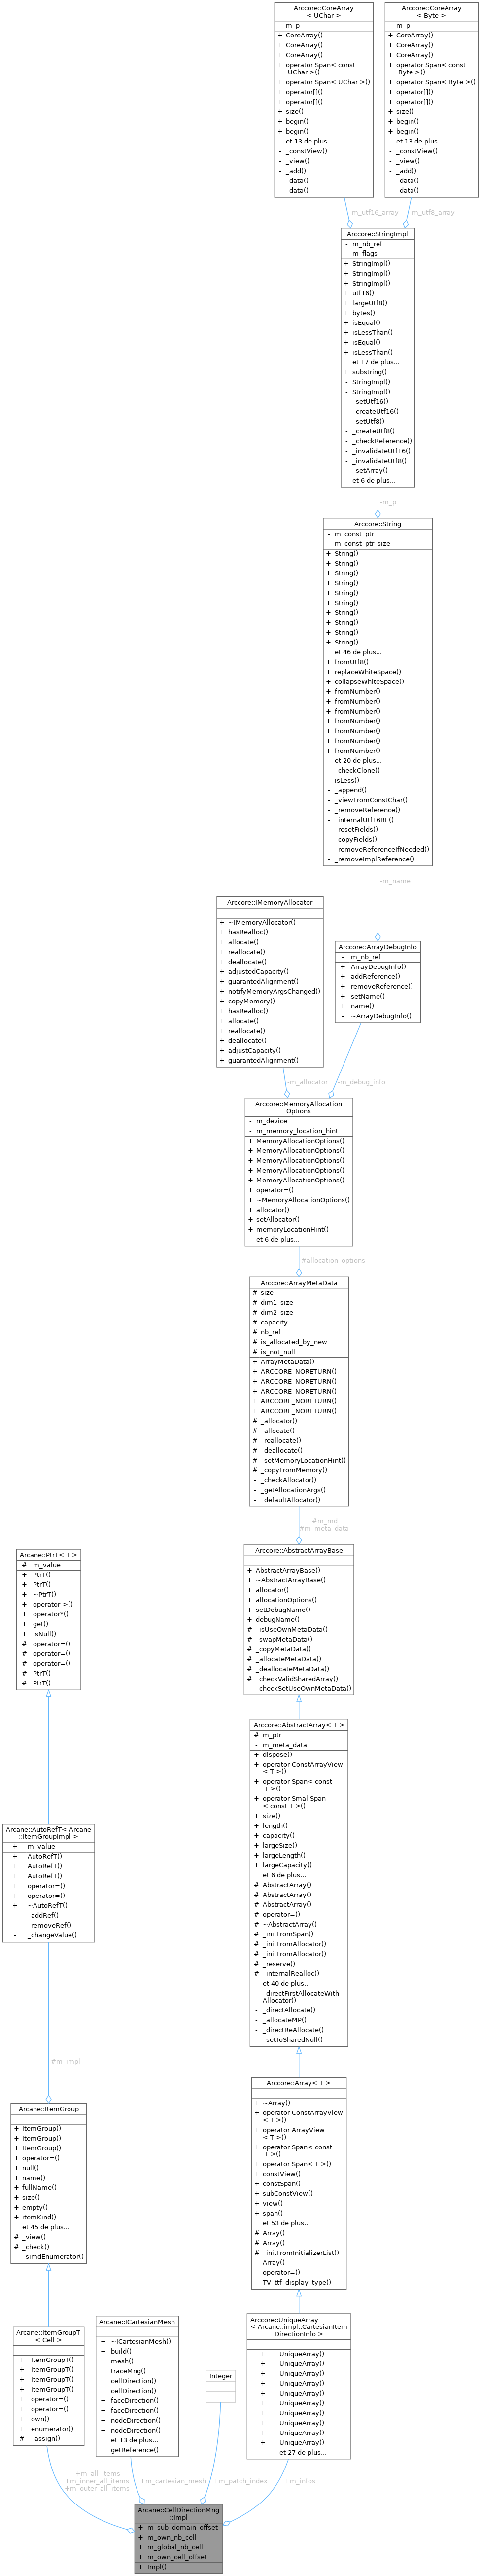 Arccore::CoreArray
< UChar >
- m_p
+ CoreArray()
+ CoreArray()
+ CoreArray()
+ operator Span< const
UChar >()
+ operator Span< UChar >()
+ operator[]()
+ operator[]()
+ size()
+ begin()
+ begin()
et 13 de plus...
- _constView()
- _view()
- _add()
- _data()
- _data()
Arccore::CoreArray
< Byte >
- m_p
+ CoreArray()
+ CoreArray()
+ CoreArray()
+ operator Span< const
Byte >()
+ operator Span< Byte >()
+ operator[]()
+ operator[]()
+ size()
+ begin()
+ begin()
et 13 de plus...
- _constView()
- _view()
- _add()
- _data()
- _data()
-m_utf16_array
-m_utf8_array
Arccore::StringImpl
- m_nb_ref
- m_flags
+ StringImpl()
+ StringImpl()
+ StringImpl()
+ utf16()
+ largeUtf8()
+ bytes()
+ isEqual()
+ isLessThan()
+ isEqual()
+ isLessThan()
et 17 de plus...
+ substring()
- StringImpl()
- StringImpl()
- _setUtf16()
- _createUtf16()
- _setUtf8()
- _createUtf8()
- _checkReference()
- _invalidateUtf16()
- _invalidateUtf8()
- _setArray()
et 6 de plus...
-m_p
Arccore::String
- m_const_ptr
- m_const_ptr_size
+ String()
+ String()
+ String()
+ String()
+ String()
+ String()
+ String()
+ String()
+ String()
+ String()
et 46 de plus...
+ fromUtf8()
+ replaceWhiteSpace()
+ collapseWhiteSpace()
+ fromNumber()
+ fromNumber()
+ fromNumber()
+ fromNumber()
+ fromNumber()
+ fromNumber()
+ fromNumber()
et 20 de plus...
- _checkClone()
- isLess()
- _append()
- _viewFromConstChar()
- _removeReference()
- _internalUtf16BE()
- _resetFields()
- _copyFields()
- _removeReferenceIfNeeded()
- _removeImplReference()
-m_name
Arccore::IMemoryAllocator
+ ~IMemoryAllocator()
+ hasRealloc()
+ allocate()
+ reallocate()
+ deallocate()
+ adjustedCapacity()
+ guarantedAlignment()
+ notifyMemoryArgsChanged()
+ copyMemory()
+ hasRealloc()
+ allocate()
+ reallocate()
+ deallocate()
+ adjustCapacity()
+ guarantedAlignment()
Arccore::ArrayDebugInfo
- m_nb_ref
+ ArrayDebugInfo()
+ addReference()
+ removeReference()
+ setName()
+ name()
- ~ArrayDebugInfo()
-m_allocator
-m_debug_info
Arccore::MemoryAllocation
Options
- m_device
- m_memory_location_hint
+ MemoryAllocationOptions()
+ MemoryAllocationOptions()
+ MemoryAllocationOptions()
+ MemoryAllocationOptions()
+ MemoryAllocationOptions()
+ operator=()
+ ~MemoryAllocationOptions()
+ allocator()
+ setAllocator()
+ memoryLocationHint()
et 6 de plus...
#allocation_options
Arccore::ArrayMetaData
# size
# dim1_size
# dim2_size
# capacity
# nb_ref
# is_allocated_by_new
# is_not_null
+ ArrayMetaData()
+ ARCCORE_NORETURN()
+ ARCCORE_NORETURN()
+ ARCCORE_NORETURN()
+ ARCCORE_NORETURN()
+ ARCCORE_NORETURN()
# _allocator()
# _allocate()
# _reallocate()
# _deallocate()
# _setMemoryLocationHint()
# _copyFromMemory()
- _checkAllocator()
- _getAllocationArgs()
- _defaultAllocator()
#m_md
#m_meta_data
Arccore::AbstractArrayBase
+ AbstractArrayBase()
+ ~AbstractArrayBase()
+ allocator()
+ allocationOptions()
+ setDebugName()
+ debugName()
# _isUseOwnMetaData()
# _swapMetaData()
# _copyMetaData()
# _allocateMetaData()
# _deallocateMetaData()
# _checkValidSharedArray()
- _checkSetUseOwnMetaData()
Arcane::PtrT< T >
# m_value
+ PtrT()
+ PtrT()
+ ~PtrT()
+ operator->()
+ operator*()
+ get()
+ isNull()
# operator=()
# operator=()
# operator=()
# PtrT()
# PtrT()
Arccore::AbstractArray< T >
# m_ptr
- m_meta_data
+ dispose()
+ operator ConstArrayView
< T >()
+ operator Span< const
T >()
+ operator SmallSpan
< const T >()
+ size()
+ length()
+ capacity()
+ largeSize()
+ largeLength()
+ largeCapacity()
et 6 de plus...
# AbstractArray()
# AbstractArray()
# AbstractArray()
# operator=()
# ~AbstractArray()
# _initFromSpan()
# _initFromAllocator()
# _initFromAllocator()
# _reserve()
# _internalRealloc()
et 40 de plus...
- _directFirstAllocateWith
Allocator()
- _directAllocate()
- _allocateMP()
- _directReAllocate()
- _setToSharedNull()
Arcane::AutoRefT< Arcane
::ItemGroupImpl >
+ m_value
+ AutoRefT()
+ AutoRefT()
+ AutoRefT()
+ operator=()
+ operator=()
+ ~AutoRefT()
- _addRef()
- _removeRef()
- _changeValue()
#m_impl
Arccore::Array< T >
+ ~Array()
+ operator ConstArrayView
< T >()
+ operator ArrayView
< T >()
+ operator Span< const
T >()
+ operator Span< T >()
+ constView()
+ constSpan()
+ subConstView()
+ view()
+ span()
et 53 de plus...
# Array()
# Array()
# _initFromInitializerList()
- Array()
- operator=()
- TV_ttf_display_type()
Arcane::ItemGroup
+ ItemGroup()
+ ItemGroup()
+ ItemGroup()
+ operator=()
+ null()
+ name()
+ fullName()
+ size()
+ empty()
+ itemKind()
et 45 de plus...
# _view()
# _check()
- _simdEnumerator()
Arcane::ItemGroupT
< Cell >
+ ItemGroupT()
+ ItemGroupT()
+ ItemGroupT()
+ ItemGroupT()
+ operator=()
+ operator=()
+ own()
+ enumerator()
# _assign()
Arcane::ICartesianMesh
+ ~ICartesianMesh()
+ build()
+ mesh()
+ traceMng()
+ cellDirection()
+ cellDirection()
+ faceDirection()
+ faceDirection()
+ nodeDirection()
+ nodeDirection()
et 13 de plus...
+ getReference()
Integer
Arccore::UniqueArray
< Arcane::impl::CartesianItem
DirectionInfo >
+ UniqueArray()
+ UniqueArray()
+ UniqueArray()
+ UniqueArray()
+ UniqueArray()
+ UniqueArray()
+ UniqueArray()
+ UniqueArray()
+ UniqueArray()
+ UniqueArray()
et 27 de plus...
+m_all_items
+m_inner_all_items
+m_outer_all_items
+m_cartesian_mesh
+m_patch_index
+m_infos
Arcane::CellDirectionMng
::Impl
+ m_sub_domain_offset
+ m_own_nb_cell
+ m_global_nb_cell
+ m_own_cell_offset
+ Impl()